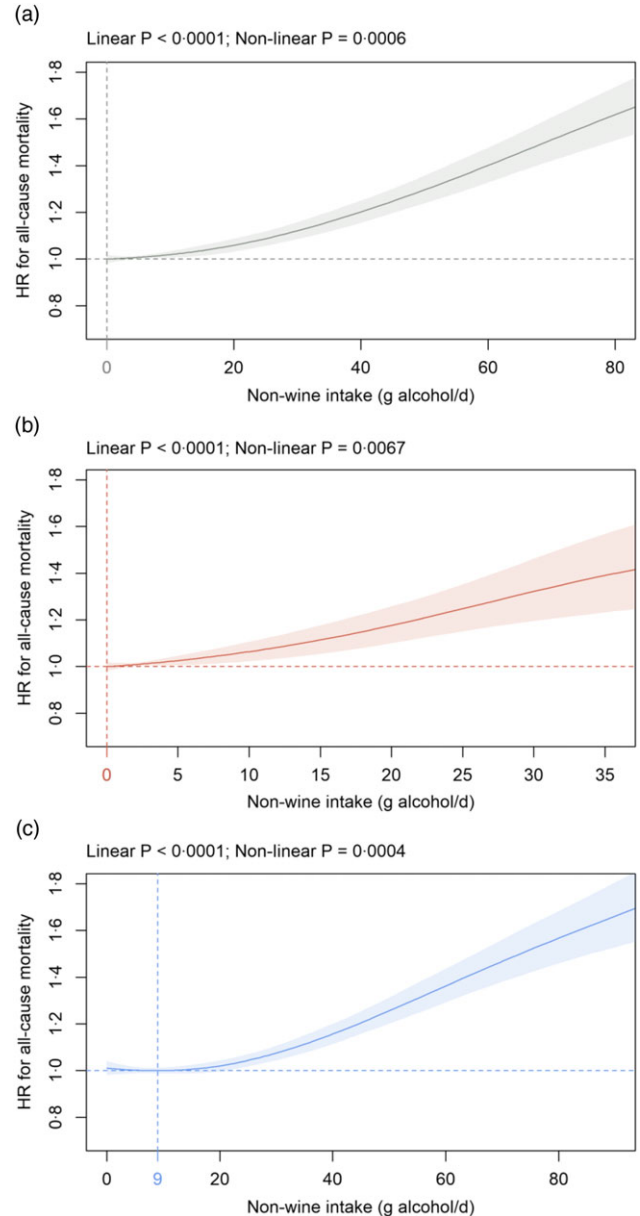 (a)
Linear P < 0·0001; Non-linear P = 0·0006
HR for all-cause mortality
1·8
1·6
1·4
1·2
1·0
0·8
0 20 40 60 80
Non-wine intake (g alcohol/d)
(b)
Linear P < 0·0001; Non-linear P = 0·0067
HR for all-cause mortality
1·8
1·6
1·4
1·2
1·0
0·8
0 5 10 15 20 25 30 35
Non-wine intake (g alcohol/d)
(c)
Linear P < 0·0001; Non-linear P = 0·0004
HR for all-cause mortality
1·8
1·6
1·4
1·2
1·0
0·8
0 9 20 40 60 80
Non-wine intake (g alcohol/d)